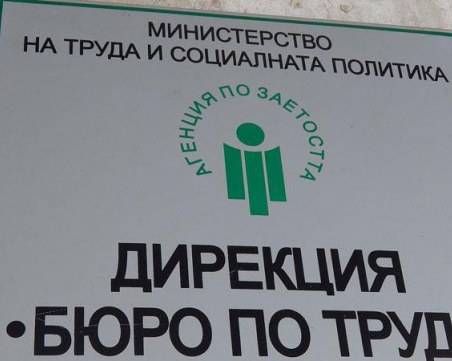 МИНИСТЕРСТВО
НА ТРУДА И СОЦИАЛНАТА ПОЛИТИКА
АГЕНЦИЯ ПО ЗАЕТОСТТА
ДИРЕКЦИЯ
•БЮРО ПО ТРУД